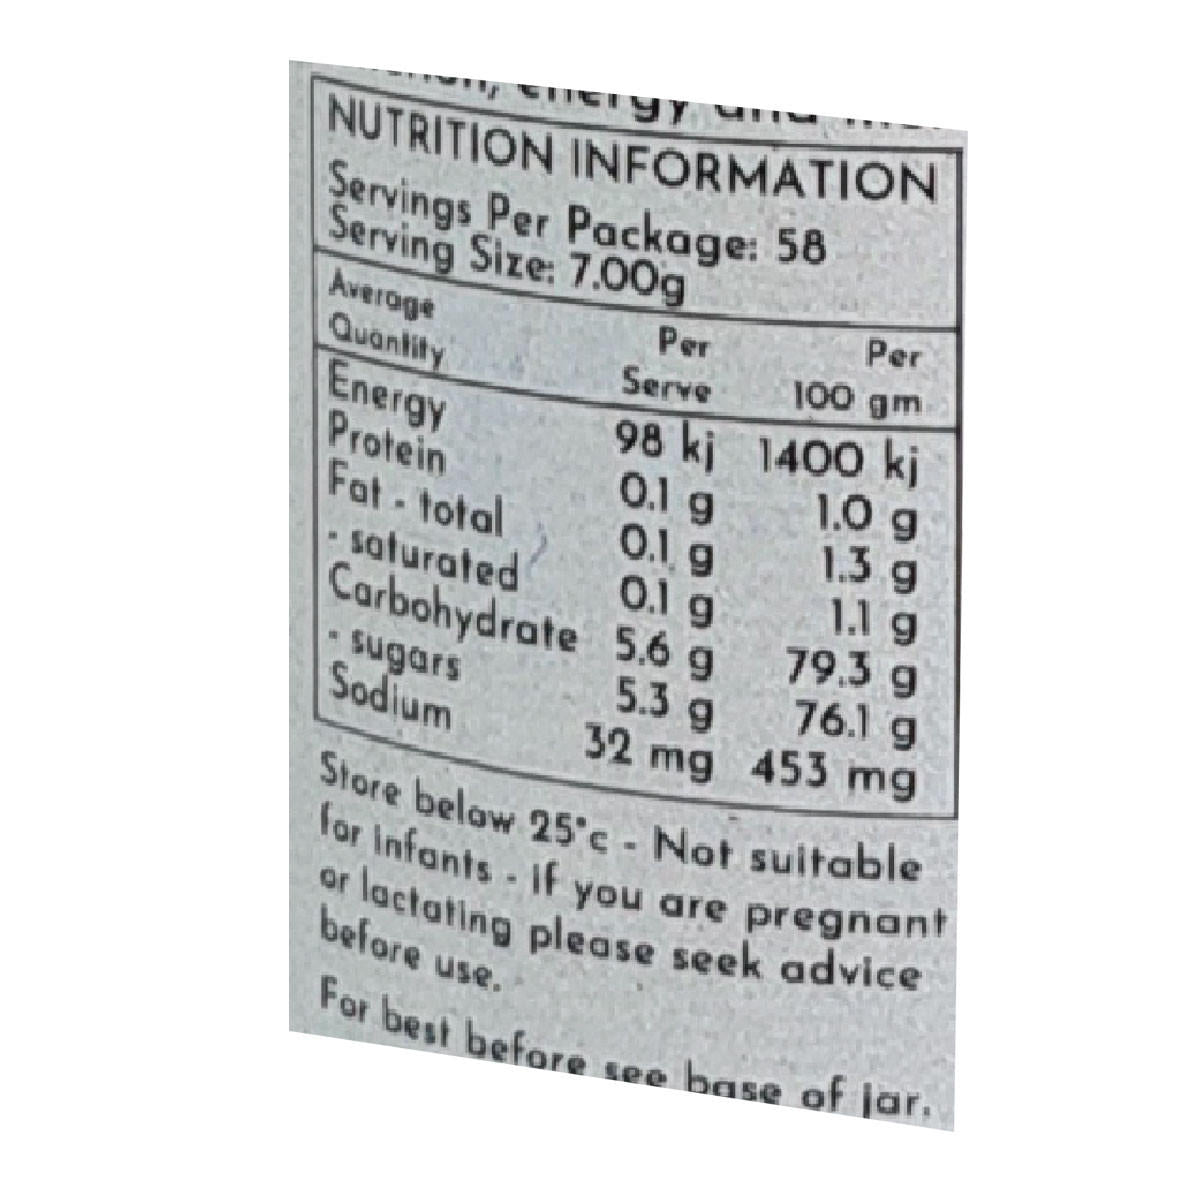 energy and
NUTRITION INFORMATION
Servings Per Package: 58
Serving Size: 7.00g
Average Quantity Per Serve Per 100 gm
Energy 98 kj 1400 kj
Protein 0.1 g 1.0 g
Fat - total 0.1 g 1.3 g
- saturated 0.1 g 1.1 g
Carbohydrate 5.6 g 79.3 g
- sugars 5.3 g 76.1 g
Sodium 32 mg 453 mg
Store below 25°c - Not suitable
for infants - if you are pregnant
or lactating please seek advice
before use.
For best before see base of jar.